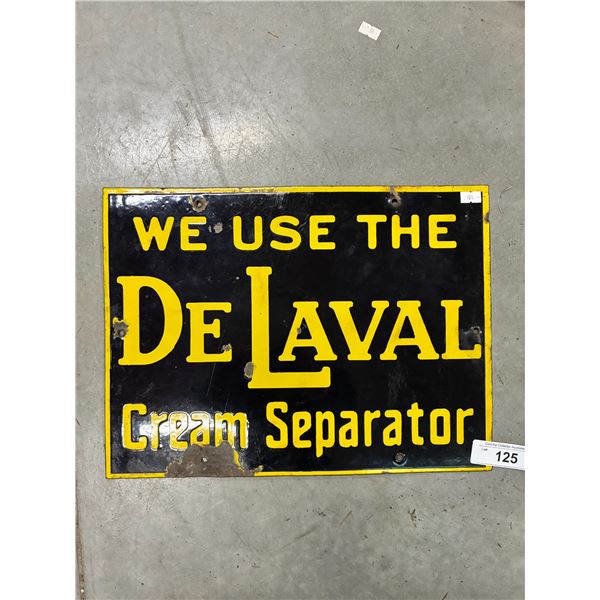 WE USE THE
DE LAVAL
Cream Separator
125